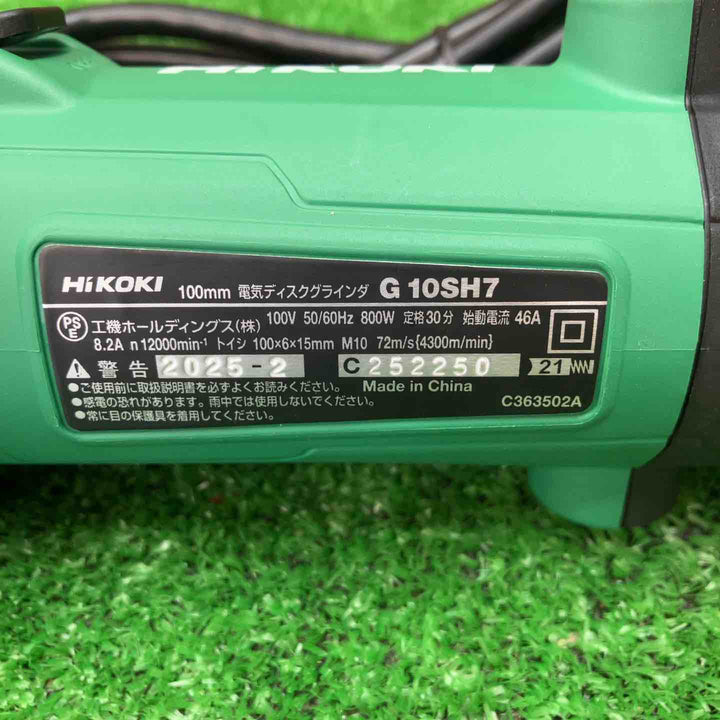 HiKOKI
HiKOKI 100mm 電気ディスクグラインダ G 10SH7
PS E 工機ホールディングス(株) 100V 50/60Hz 800W 定格30分 始動電流 46A
8.2A n12000min-1 トイシ 100×6×15mm M10 72m/s{4300m/min}
警告 2025-2 C 252250 21
●ご使用前に取扱説明書を必ずよくお読みください。 Made in China
●感電の恐れがあります。雨中では使用しないでください。
●常に目の保護具を着用してください。 C363502A